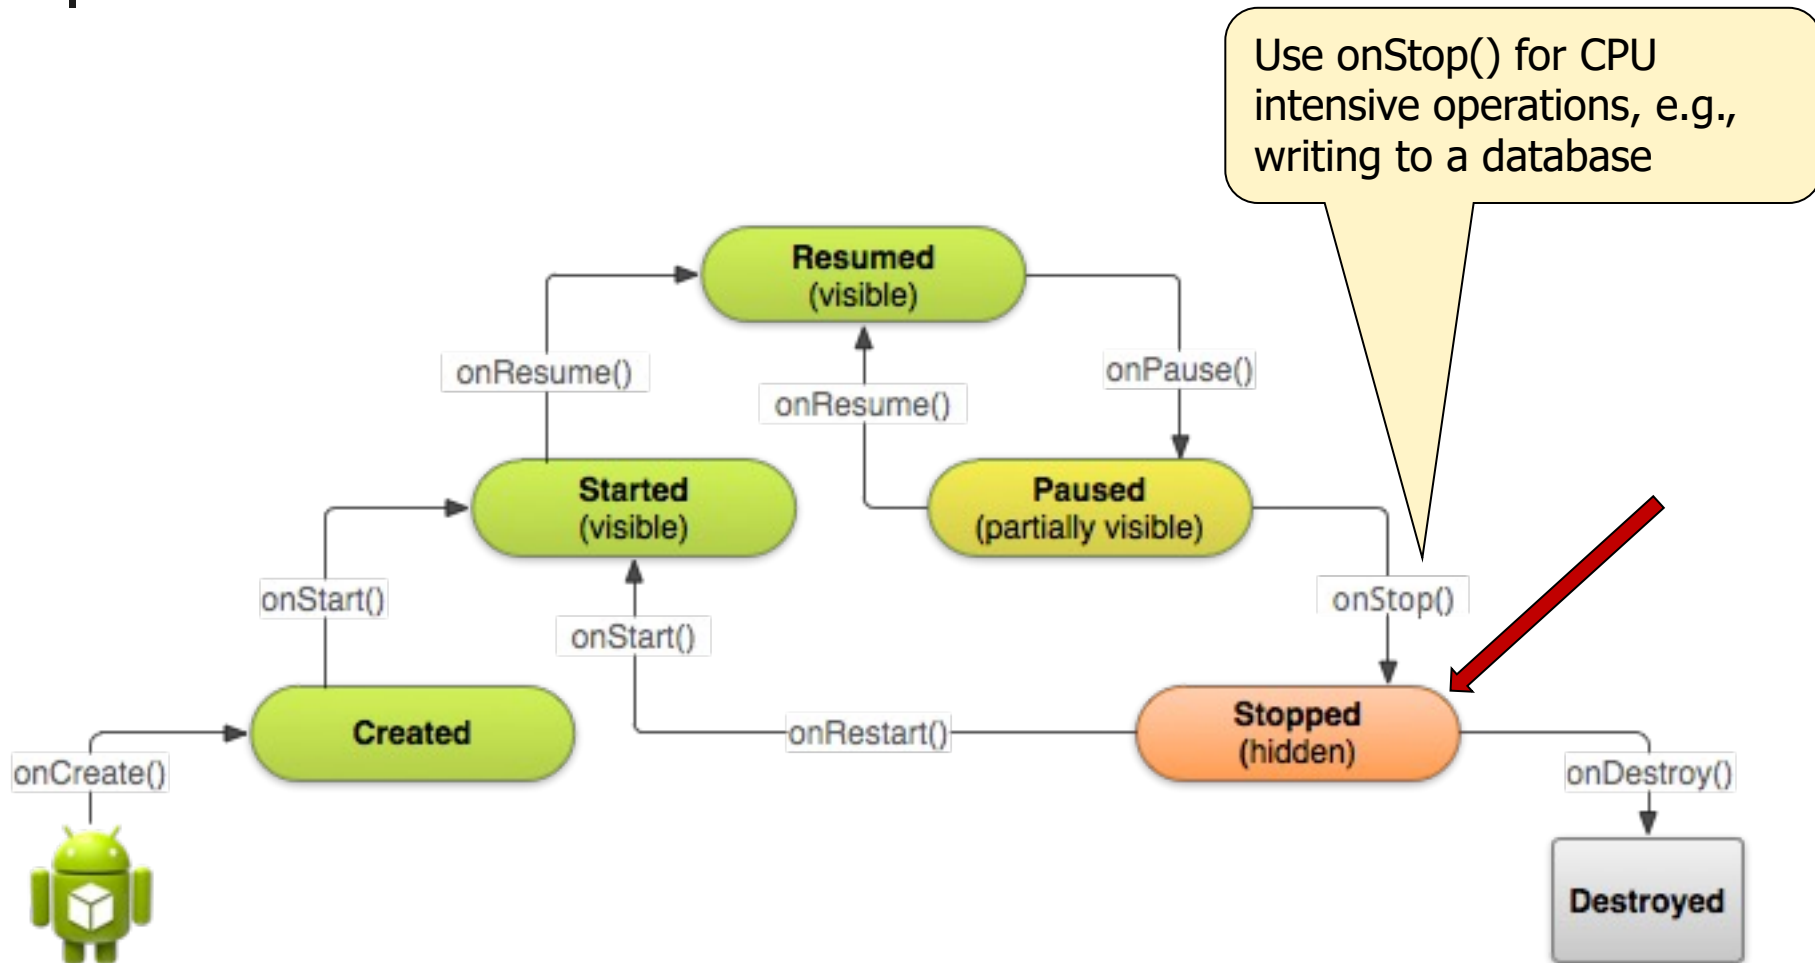 Use onStop() for CPU
intensive operations, e.g.,
writing to a database
Resumed
(visible)
onResume()
onResume()
onPause()
Started
(visible)
Paused
(partially visible)
onStart()
onStart()
onStop()
Created
onRestart()
Stopped
(hidden)
onCreate()
onDestroy()
Destroyed